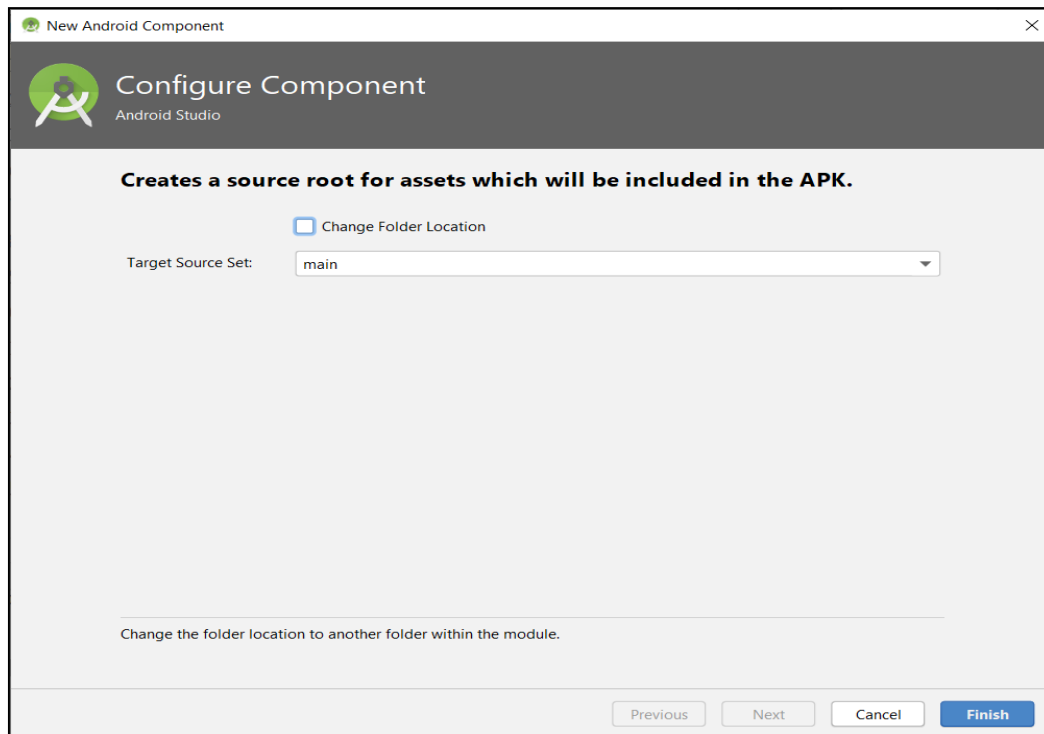 New Android Component
Configure Component
Android Studio
Creates a source root for assets which will be included in the APK.
Change Folder Location
Target Source Set: main
Change the folder location to another folder within the module.
Previous Next Cancel Finish